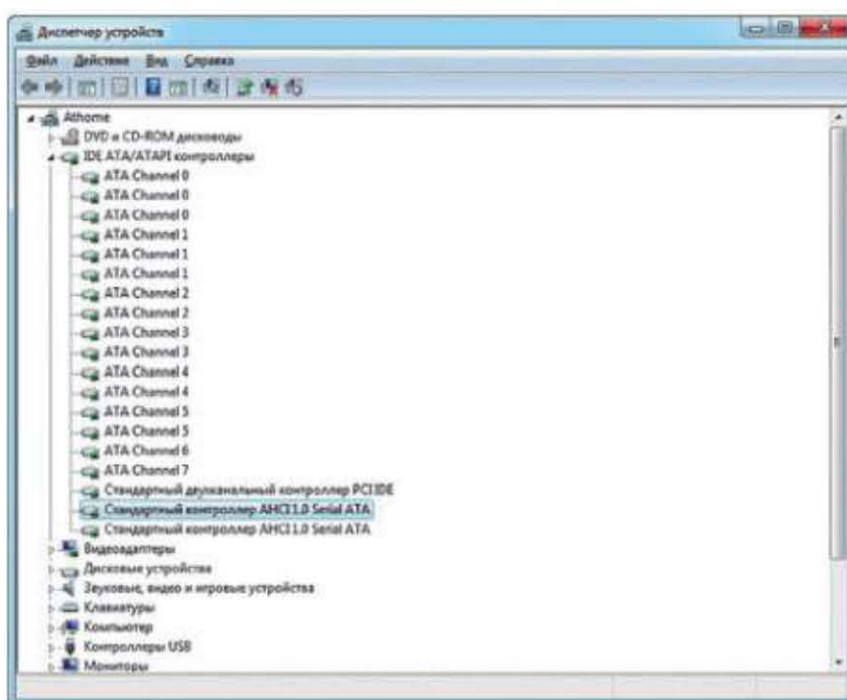 Диспетчер устройств
Файл Действие Вид Справка
Athome
DVD и CD-ROM дисководы
IDE ATA/ATAPI контроллеры
ATA Channel 0
ATA Channel 0
ATA Channel 0
ATA Channel 1
ATA Channel 1
ATA Channel 1
ATA Channel 2
ATA Channel 2
ATA Channel 3
ATA Channel 3
ATA Channel 4
ATA Channel 4
ATA Channel 5
ATA Channel 5
ATA Channel 6
ATA Channel 7
Стандартный двухканальный контроллер PCI IDE
Стандартный контроллер AHCI 1.0 Serial ATA
Стандартный контроллер AHCI 1.0 Serial ATA
Видеоадаптеры
Дисковые устройства
Звуковые, видео и игровые устройства
Клавиатуры
Компьютер
Контроллеры USB
Мониторы